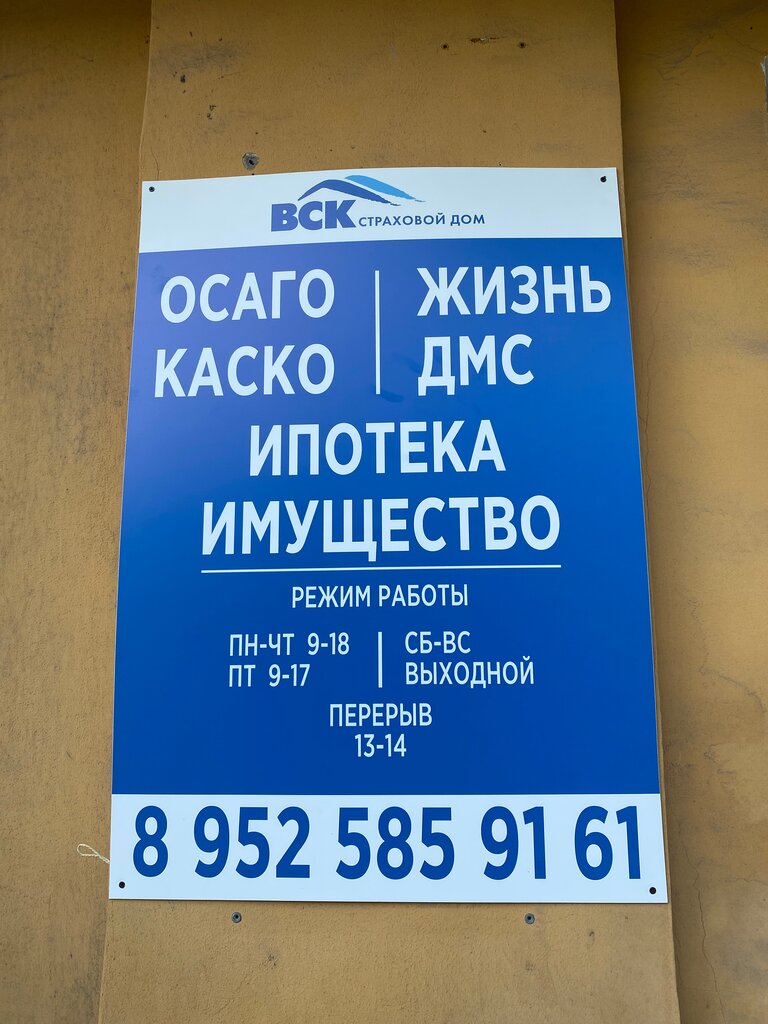 ВСК СТРАХОВОЙ ДОМ
ОСАГО
КАСКО
ЖИЗНЬ
ДМС
ИПОТЕКА
ИМУЩЕСТВО
РЕЖИМ РАБОТЫ
ПН-ЧТ 9-18
ПТ 9-17
СБ-ВС
ВЫХОДНОЙ
ПЕРЕРЫВ
13-14
8 952 585 91 61